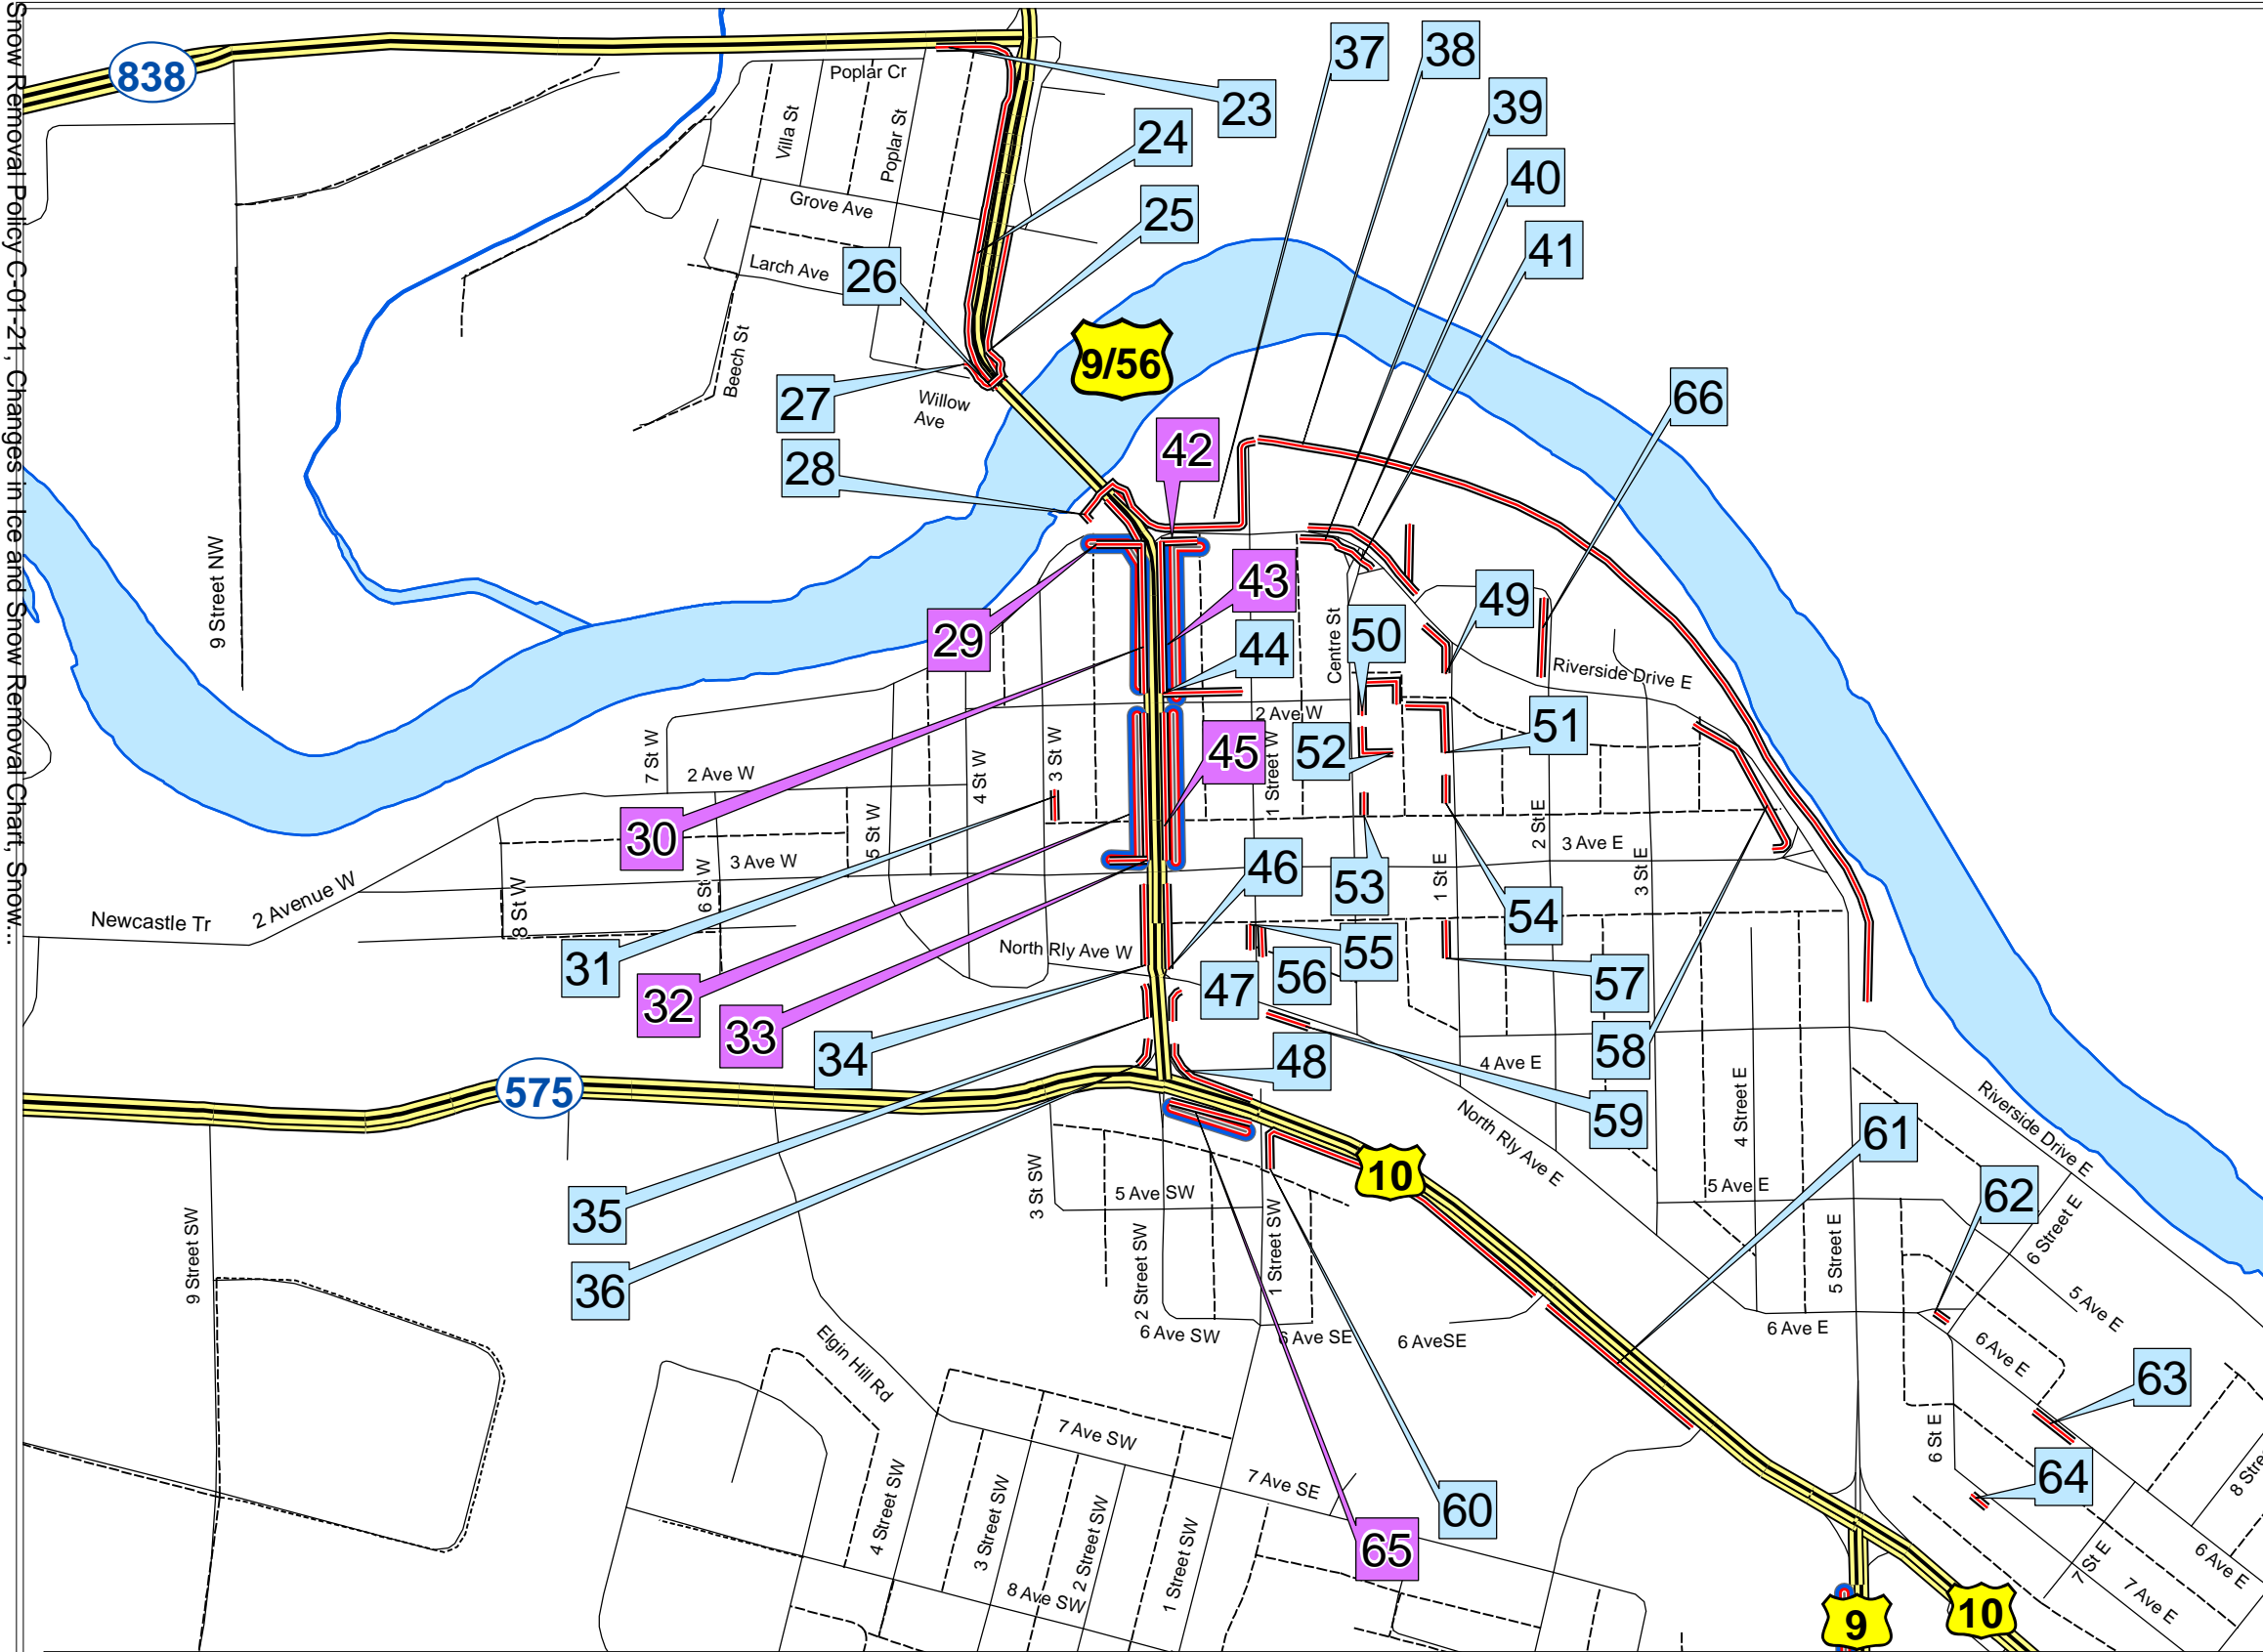 Snow Removal Policy C-01-21, Changes in Ice and Snow Removal Chart, Snow...
838
Poplar Cr
Villa St
Poplar St
Grove Ave
Larch Ave
Beech St
Willow
Ave
23
24
25
26
27
28
37
38
39
40
41
9/56
42
66
9 Street NW
29
43
44
Centre St
50
49
Riverside Drive E
2 Ave W
45
1 Street W
52
51
7 St W
2 Ave W
4 St W
3 St W
30
5 St W
3 Ave W
6 St W
8 St W
2 Avenue W
Newcastle Tr
46
53
1 St E
2 St E
3 Ave E
3 St E
54
North Rly Ave W
55
56
47
57
31
32
33
34
48
58
4 Ave E
59
575
North Rly Ave E
4 Street E
61
Riverside Drive E
10
62
35
36
3 St SW
5 Ave SW
2 Street SW
1 Street SW
5 Ave E
5 Street E
6 Street E
9 Street SW
6 Ave SW
6 Ave SE
6 AveSE
6 Ave E
5 Ave E
6 Ave E
Elgin Hill Rd
63
7 Ave SW
7 Ave SE
6 St E
64
8 Stre
4 Street SW
3 Street SW
2 Street SW
1 Street SW
8 Ave SW
60
65
7 St E
6 Ave E
7 Ave E
9
10